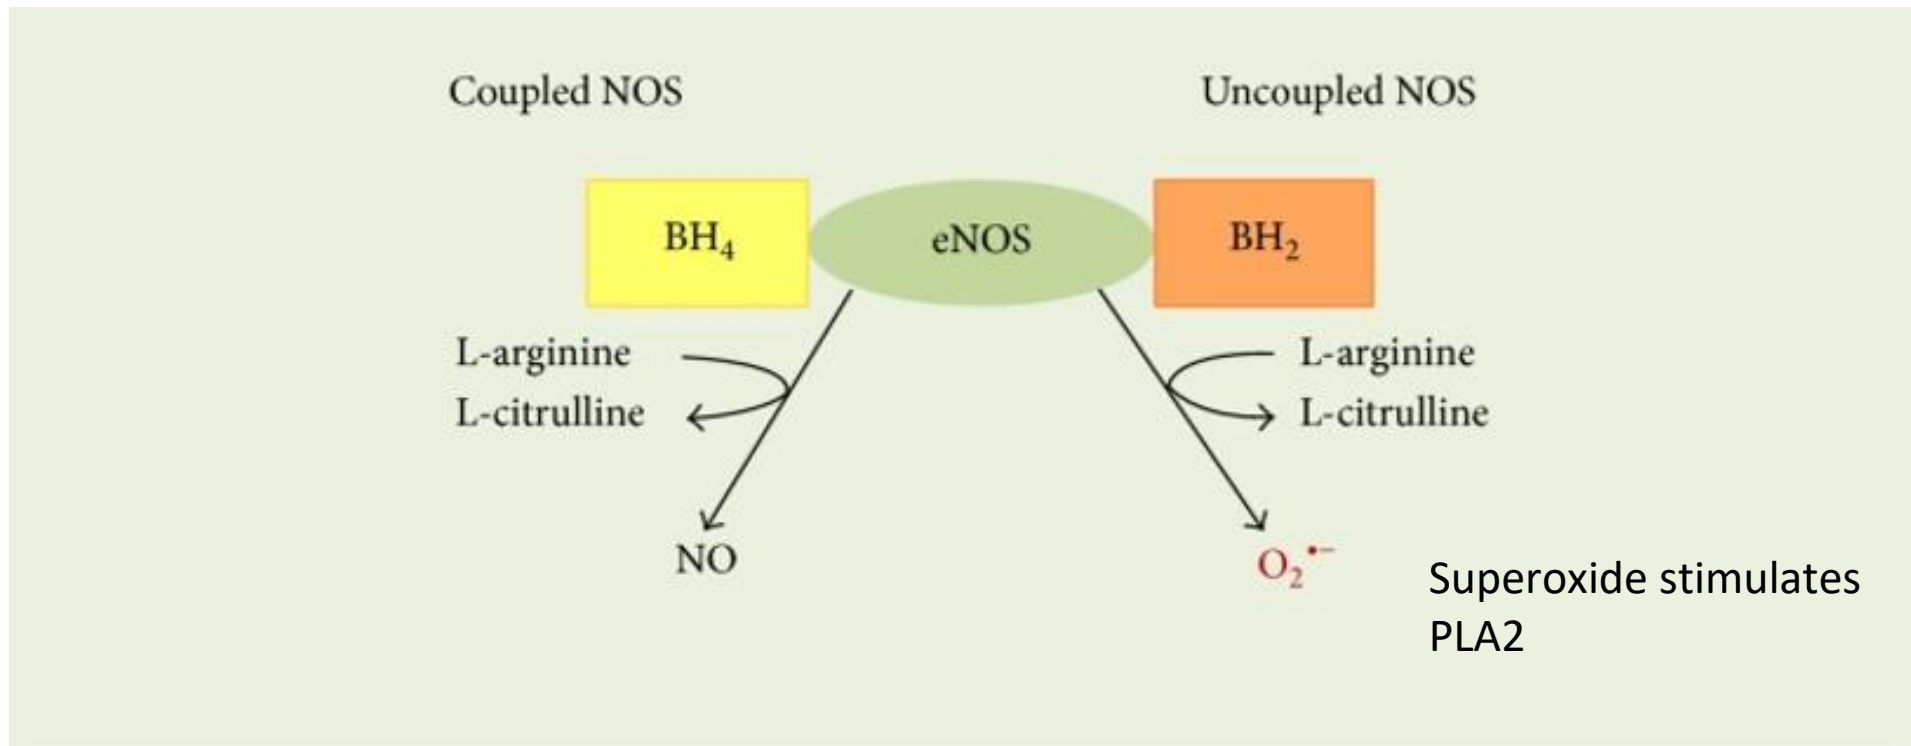 Coupled NOS
Uncoupled NOS
BH₄
eNOS
BH₂
L-arginine
L-citrulline
L-arginine
L-citrulline
NO
O₂•−
Superoxide stimulates
PLA2